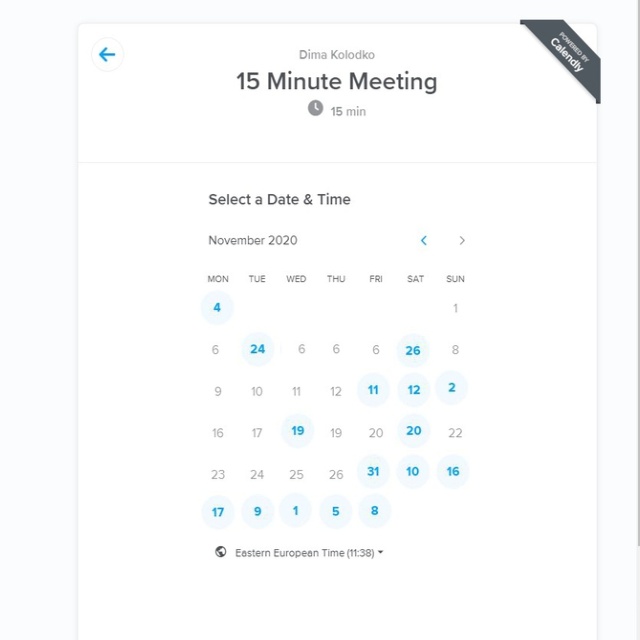 Dima Kolodko
POWERED BY
Calendly
15 Minute Meeting
15 min
Select a Date & Time
November 2020
MON TUE WED THU FRI SAT SUN
4 1
6 24 6 6 6 26 8
9 10 11 12 11 12 2
16 17 19 19 20 20 22
23 24 25 26 31 10 16
17 9 1 5 8
Eastern European Time (11:38)